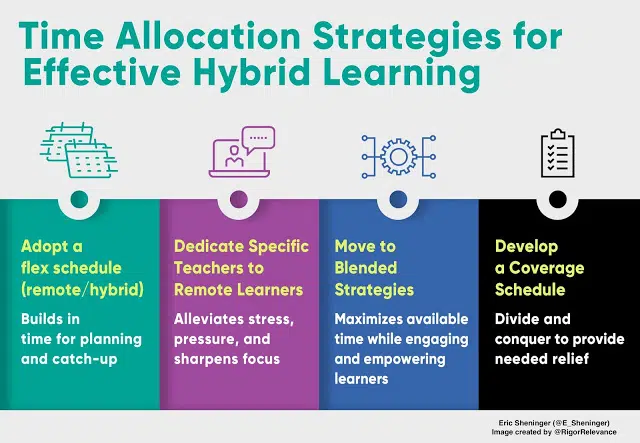 Time Allocation Strategies for
Effective Hybrid Learning
Adopt a
flex schedule
(remote/hybrid)
Builds in
time for planning
and catch-up
Dedicate Specific
Teachers to
Remote Learners
Alleviates stress,
pressure, and
sharpens focus
Move to
Blended
Strategies
Maximizes available
time while engaging
and empowering
learners
Develop
a Coverage
Schedule
Divide and
conquer to provide
needed relief
Eric Sheninger (@E_Sheninger)
Image created by @RigorRelevance